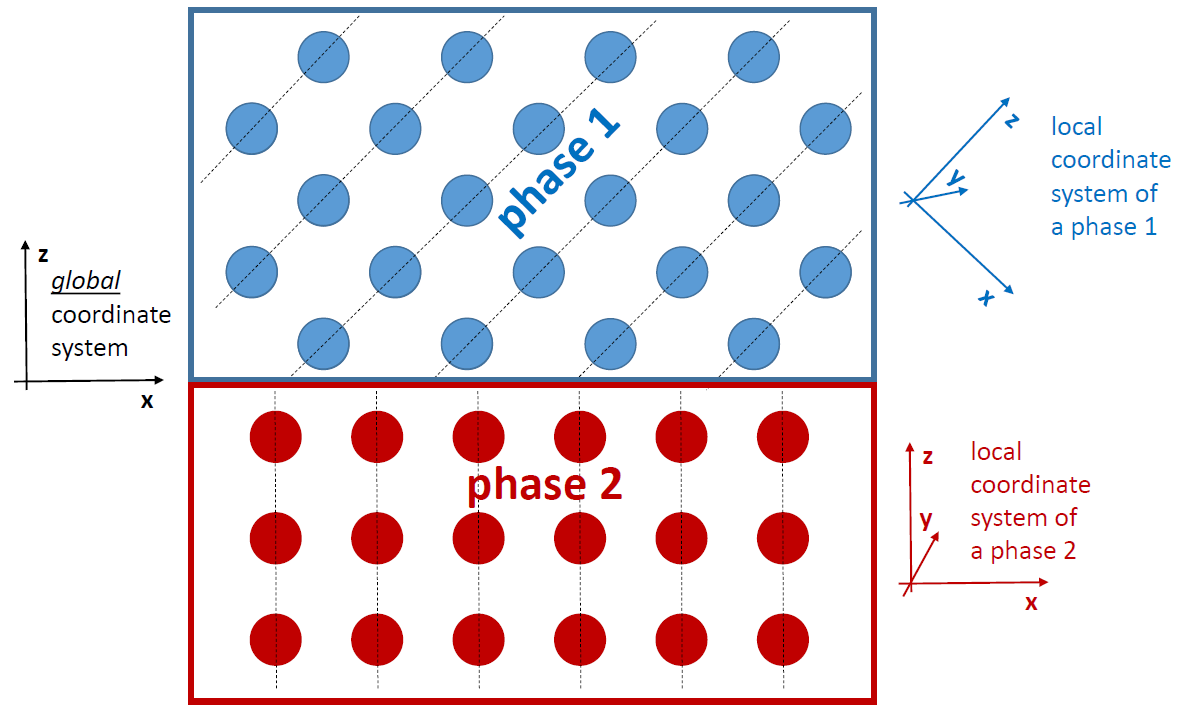 phase 1
z
y
x
local
coordinate
system of
a phase 1
z
global
coordinate
system
x
phase 2
z
y
x
local
coordinate
system of
a phase 2